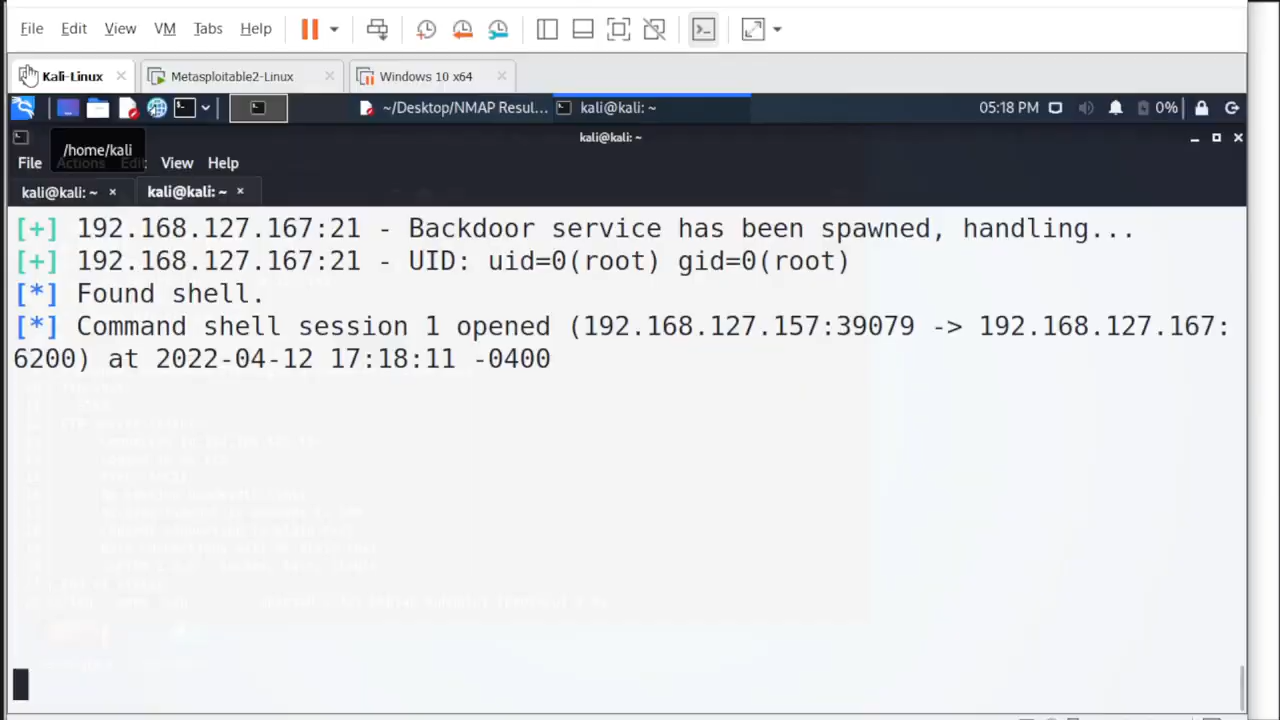 File Edit View VM Tabs Help
Kali-Linux Metasploitable2-Linux Windows 10 x64
~/Desktop/NMAP Resul... kali@kali: ~ 05:18 PM 0%
kali@kali: ~
/home/kali
File Actions Edit View Help
kali@kali: ~ kali@kali: ~
[+] 192.168.127.167:21 - Backdoor service has been spawned, handling...
[+] 192.168.127.167:21 - UID: uid=0(root) gid=0(root)
[*] Found shell.
[*] Command shell session 1 opened (192.168.127.157:39079 -> 192.168.127.167:
6200) at 2022-04-12 17:18:11 -0400